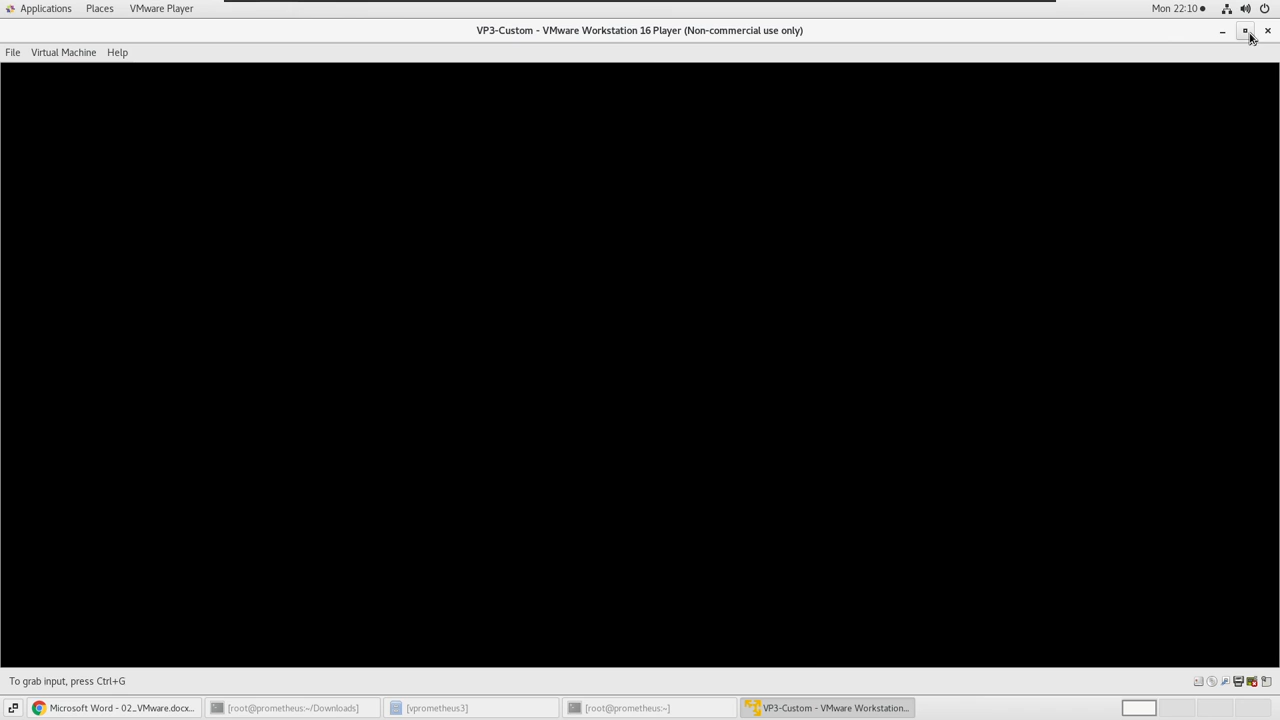 Applications Places VMware Player Mon 22:10
VP3-Custom - VMware Workstation 16 Player (Non-commercial use only)
File Virtual Machine Help
To grab input, press Ctrl+G
Microsoft Word - 02_VMware.docx... [root@prometheus:~/Downloads] [vprometheus3] [root@prometheus:~] VP3-Custom - VMware Workstation...